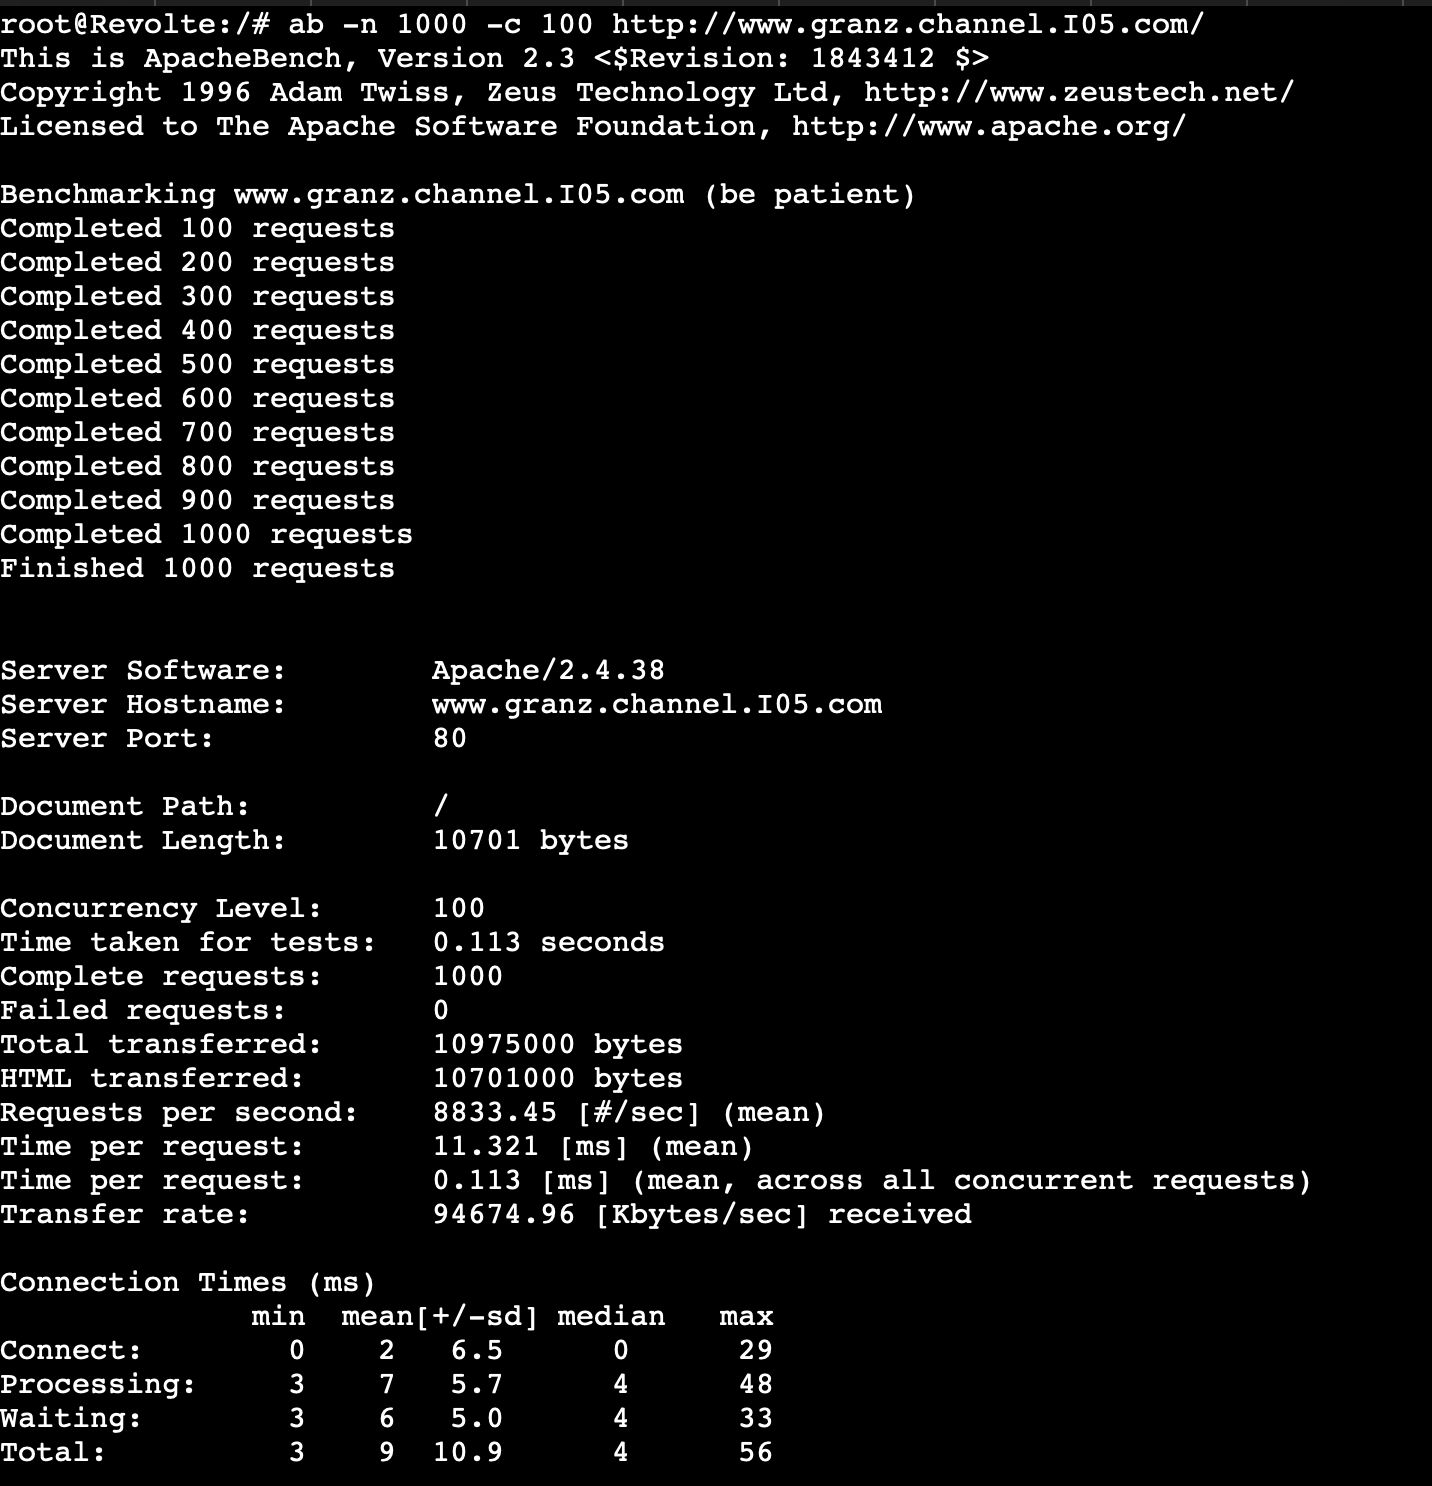 root@Revolte:/# ab -n 1000 -c 100 http://www.granz.channel.I05.com/
This is ApacheBench, Version 2.3 <$Revision: 1843412 $>
Copyright 1996 Adam Twiss, Zeus Technology Ltd, http://www.zeustech.net/
Licensed to The Apache Software Foundation, http://www.apache.org/

Benchmarking www.granz.channel.I05.com (be patient)
Completed 100 requests
Completed 200 requests
Completed 300 requests
Completed 400 requests
Completed 500 requests
Completed 600 requests
Completed 700 requests
Completed 800 requests
Completed 900 requests
Completed 1000 requests
Finished 1000 requests


Server Software:        Apache/2.4.38
Server Hostname:        www.granz.channel.I05.com
Server Port:            80

Document Path:          /
Document Length:        10701 bytes

Concurrency Level:      100
Time taken for tests:   0.113 seconds
Complete requests:      1000
Failed requests:        0
Total transferred:      10975000 bytes
HTML transferred:       10701000 bytes
Requests per second:    8833.45 [#/sec] (mean)
Time per request:       11.321 [ms] (mean)
Time per request:       0.113 [ms] (mean, across all concurrent requests)
Transfer rate:          94674.96 [Kbytes/sec] received

Connection Times (ms)
              min  mean[+/-sd] median   max
Connect:        0    2   6.5      0      29
Processing:     3    7   5.7      4      48
Waiting:        3    6   5.0      4      33
Total:          3    9  10.9      4      56